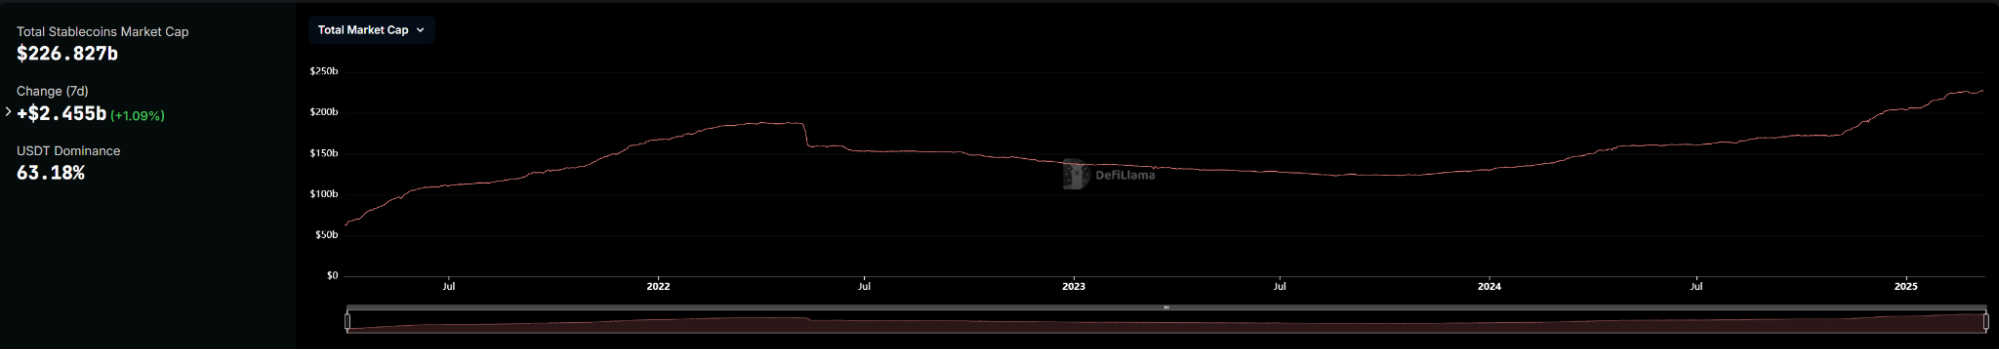 Total Stablecoins Market Cap
$226.827b
Change (7d)
+$2.455b (+1.09%)
USDT Dominance
63.18%
Total Market Cap
$250b
$200b
$150b
$100b
$50b
$0
DefiLlama
Jul 2022 Jul 2023 Jul 2024 Jul 2025